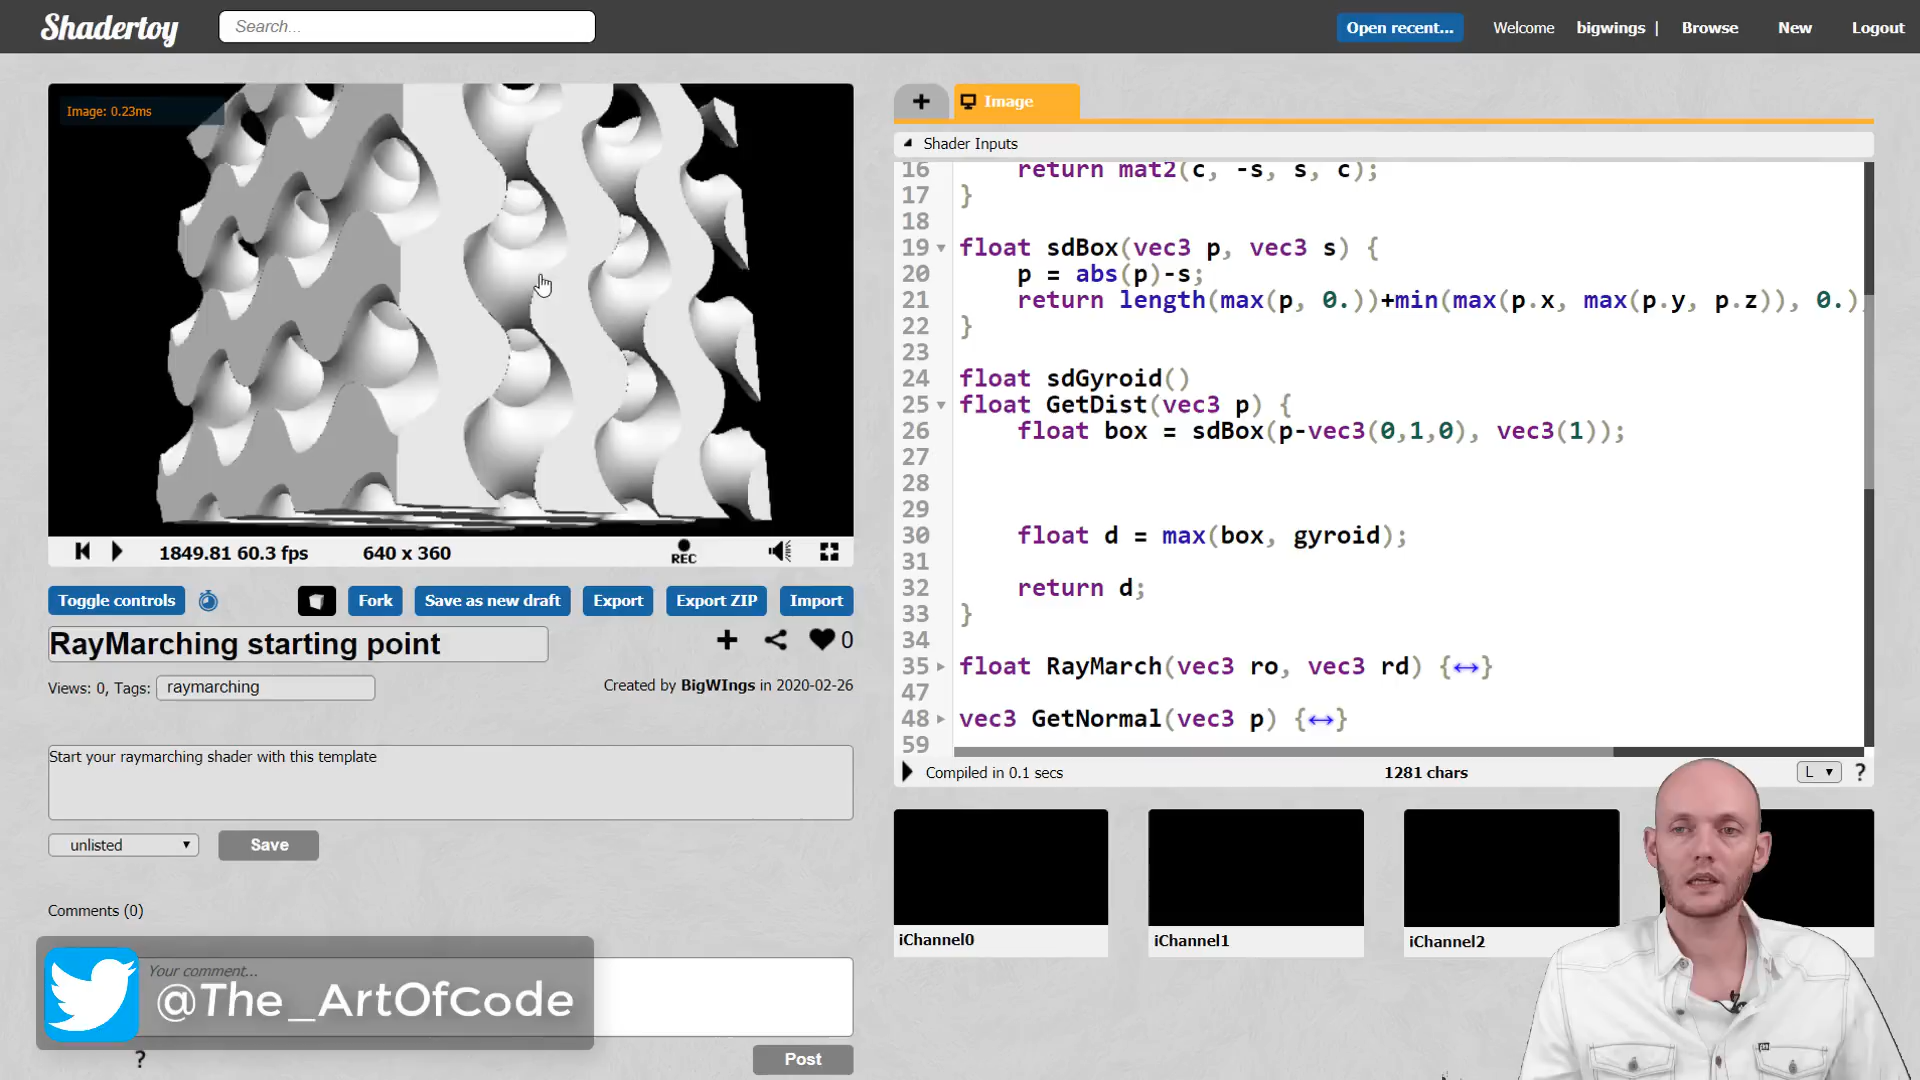 Shadertoy
Search...
Open recent...
Welcome bigwings |
Browse
New
Logout
Image: 0.23ms
1849.81 60.3 fps
640 x 360
REC
Toggle controls
Fork
Save as new draft
Export
Export ZIP
Import
RayMarching starting point
0
Views: 0, Tags: raymarching
Created by BigWIngs in 2020-02-26
Start your raymarching shader with this template
unlisted
Save
Comments (0)
Your comment...
@The_ArtOfCode
?
Post
+
Image
Shader Inputs
16 return mat2(c, -s, s, c);
17 }
18
19 float sdBox(vec3 p, vec3 s) {
20 p = abs(p)-s;
21 return length(max(p, 0.))+min(max(p.x, max(p.y, p.z)), 0.)
22 }
23
24 float sdGyroid()
25 float GetDist(vec3 p) {
26 float box = sdBox(p-vec3(0,1,0), vec3(1));
27
28
29
30 float d = max(box, gyroid);
31
32 return d;
33 }
34
35 float RayMarch(vec3 ro, vec3 rd) {↔}
47
48 vec3 GetNormal(vec3 p) {↔}
59
Compiled in 0.1 secs
1281 chars
L
?
iChannel0
iChannel1
iChannel2